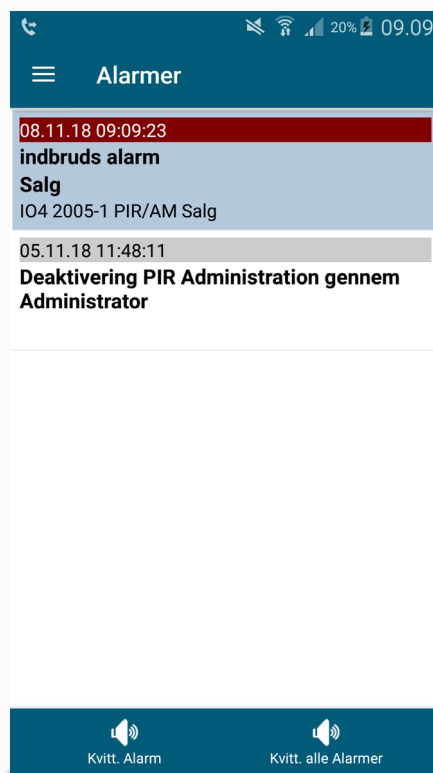 20% 09.09
Alarmer
08.11.18 09:09:23
indbruds alarm
Salg
IO4 2005-1 PIR/AM Salg
05.11.18 11:48:11
Deaktivering PIR Administration gennem
Administrator
Kvitt. Alarm Kvitt. alle Alarmer